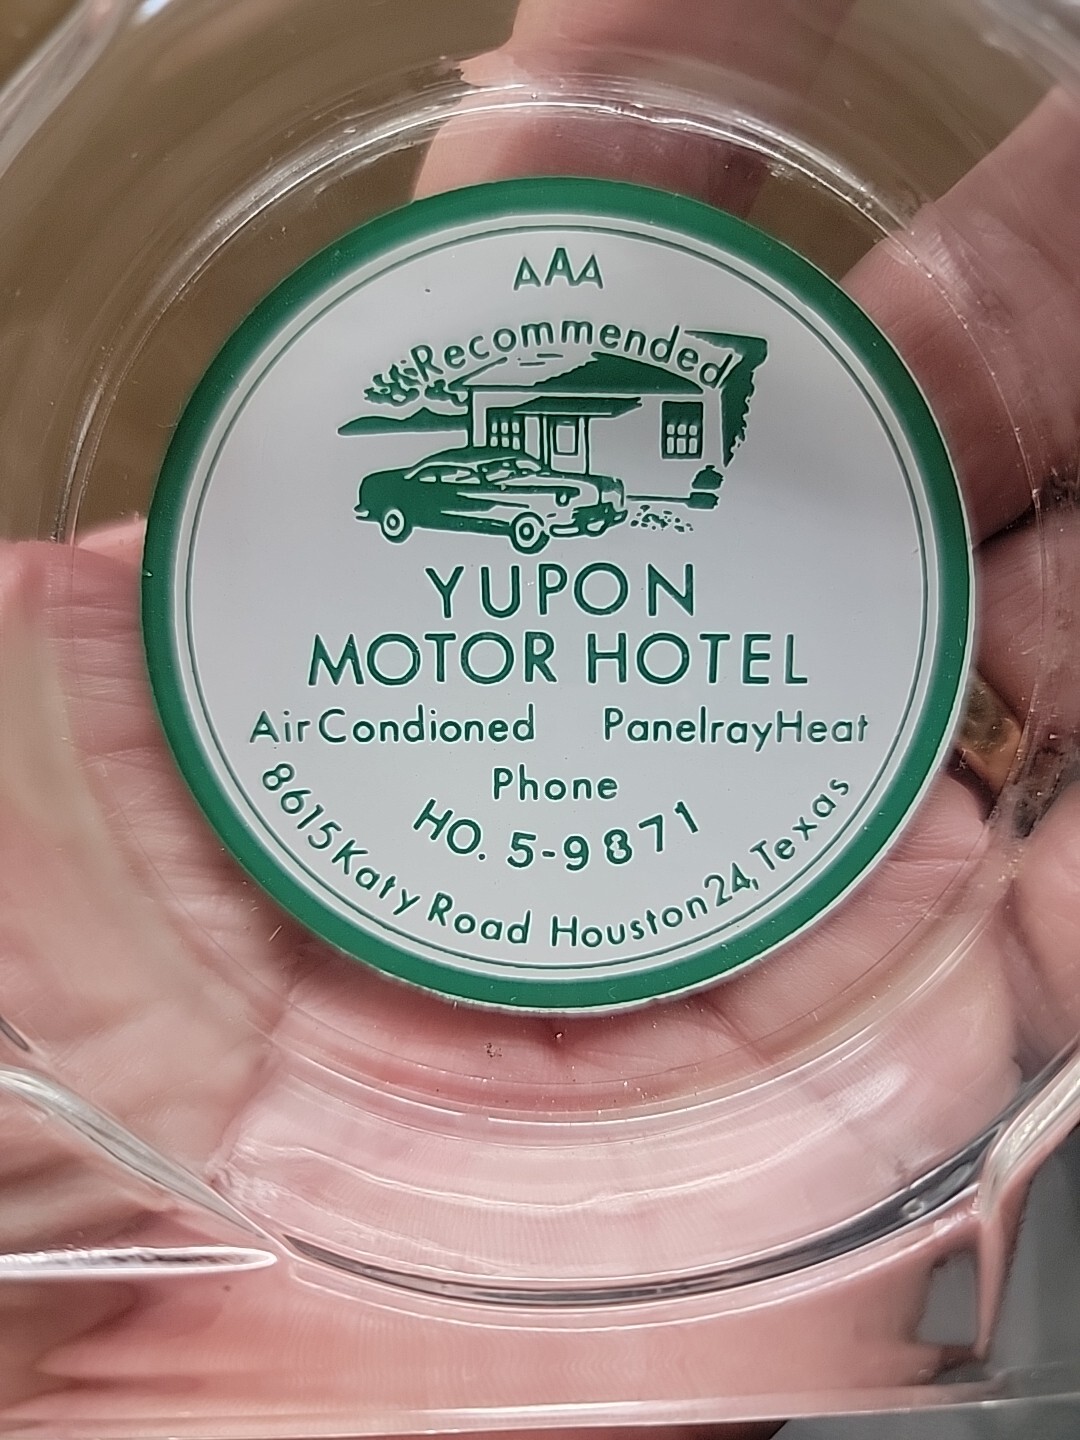 AAA
Recommended
YUPON
MOTOR HOTEL
Air Condioned PanelrayHeat
Phone
HO. 5-9871
8615 Katy Road Houston 24, Texas